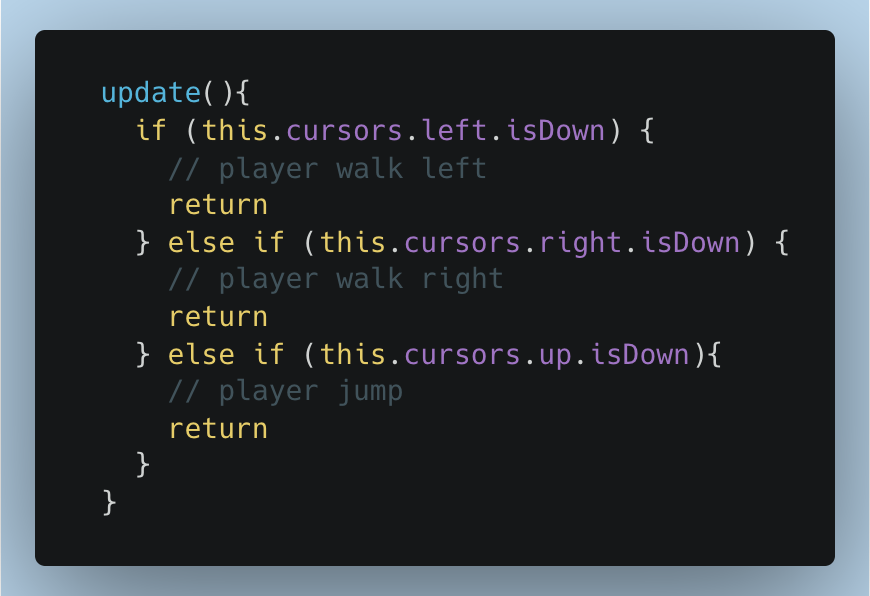 update(){
  if (this.cursors.left.isDown) {
    // player walk left
    return
  } else if (this.cursors.right.isDown) {
    // player walk right
    return
  } else if (this.cursors.up.isDown){
    // player jump
    return
  }
}